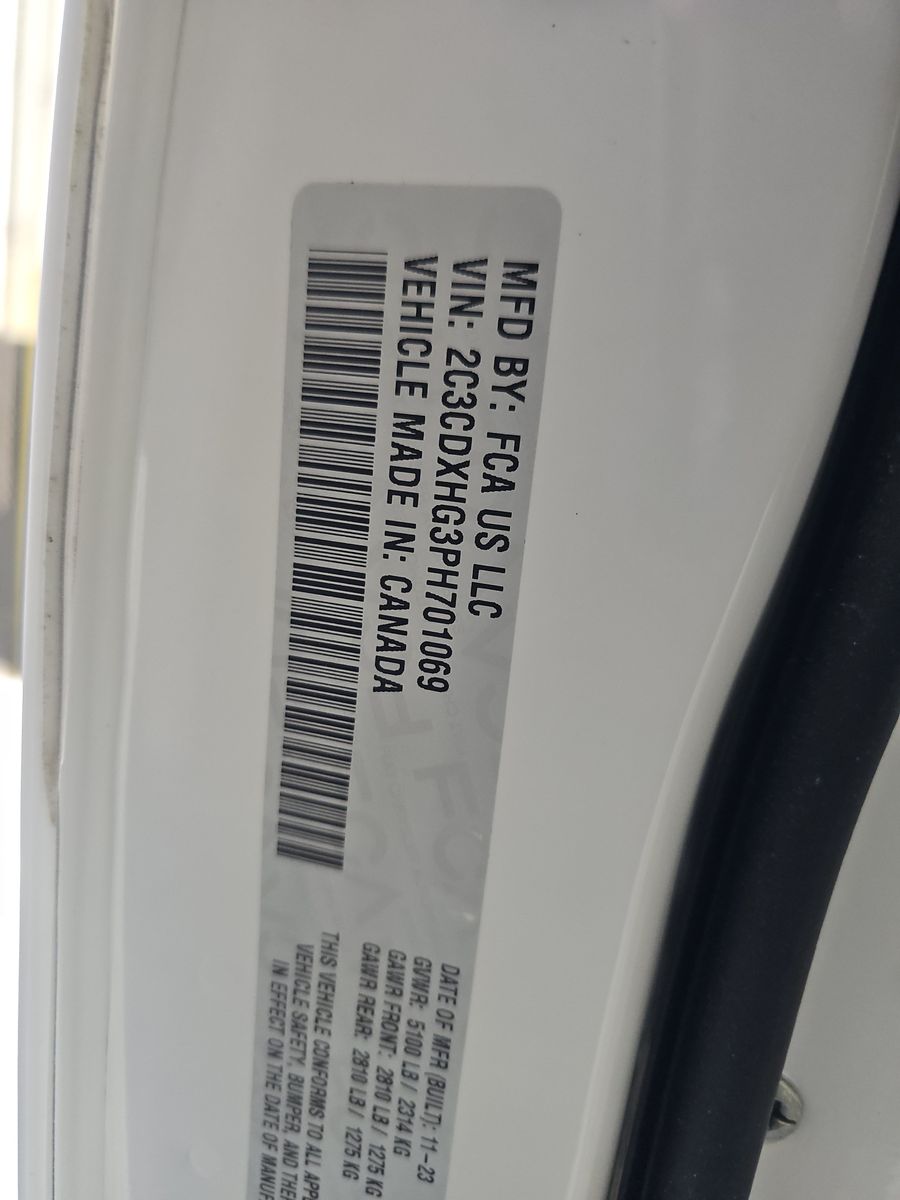 MFD BY: FCA US LLC
VIN: 2C3CDXHG3PH701069
VEHICLE MADE IN: CANADA
DATE OF MFR (BUILT): 11-23
GVWR: 5100 LB / 2314 KG
GAWR FRONT: 2810 LB / 1275 KG
GAWR REAR: 2810 LB / 1275 KG
THIS VEHICLE CONFORMS TO ALL APP
VEHICLE SAFETY, BUMPER, AND THE
IN EFFECT ON THE DATE OF MANUF